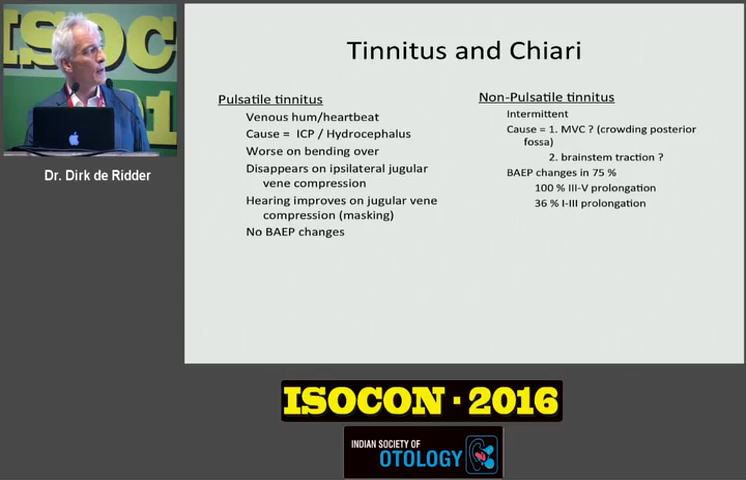 ISOC
Tinnitus and Chiari
Pulsatile tinnitus
Venous hum/heartbeat
Cause = ICP / Hydrocephalus
Worse on bending over
Disappears on ipsilateral jugular
vene compression
Hearing improves on jugular vene
compression (masking)
No BAEP changes
Non-Pulsatile tinnitus
Intermittent
Cause = 1. MVC ? (crowding posterior
fossa)
2. brainstem traction ?
BAEP changes in 75 %
100 % III-V prolongation
36 % I-III prolongation
Dr. Dirk de Ridder
ISOCON · 2016
INDIAN SOCIETY OF
OTOLOGY